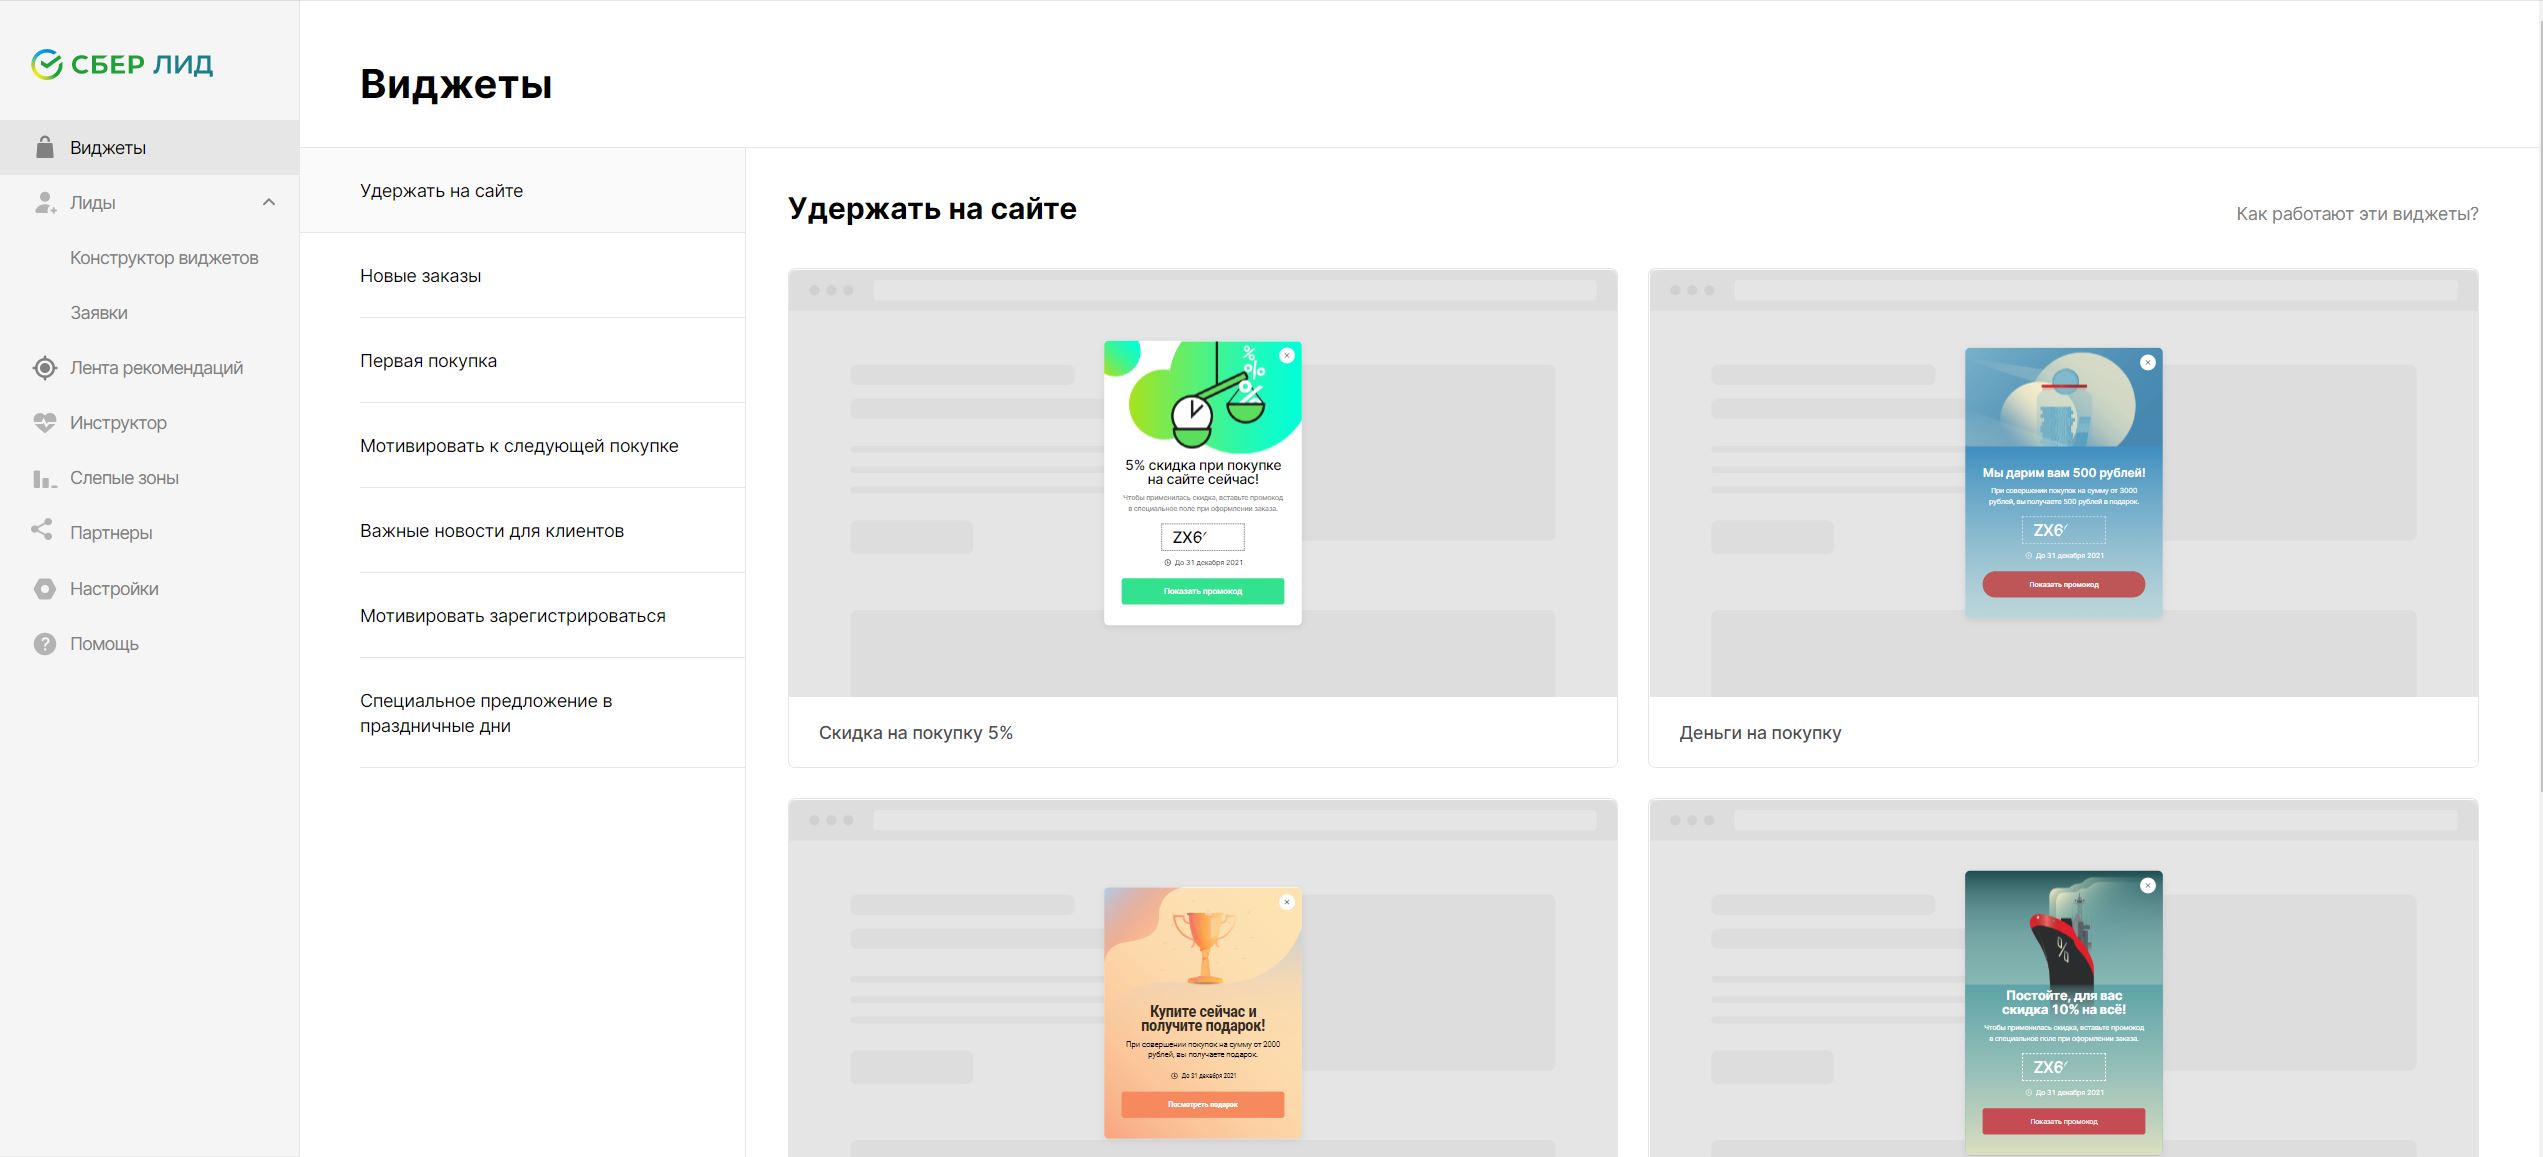 СБЕР ЛИД
Виджеты
Лиды
Конструктор виджетов
Заявки
Лента рекомендаций
Инструктор
Слепые зоны
Партнеры
Настройки
Помощь
Виджеты
Удержать на сайте
Новые заказы
Первая покупка
Мотивировать к следующей покупке
Важные новости для клиентов
Мотивировать зарегистрироваться
Специальное предложение в
праздничные дни
Удержать на сайте
Как работают эти виджеты?
5% скидка при покупке
на сайте сейчас!
Чтобы применилась скидка, вставьте промокод
в специальное поле при оформлении заказа.
ZX6
До 31 декабря 2021
Показать промокод
Скидка на покупку 5%
Мы дарим вам 500 рублей!
При совершении покупок на сумму от 3000
рублей, вы получаете 500 рублей в подарок.
ZX6
До 31 декабря 2021
Показать промокод
Деньги на покупку
Купите сейчас и
получите подарок!
При совершении покупок на сумму от 2000
рублей, вы получаете подарок.
До 31 декабря 2021
Посмотреть подарок
Постойте, для вас
скидка 10% на всё!
Чтобы применилась скидка, вставьте промокод
в специальное поле при оформлении заказа.
ZX6
До 31 декабря 2021
Показать промокод